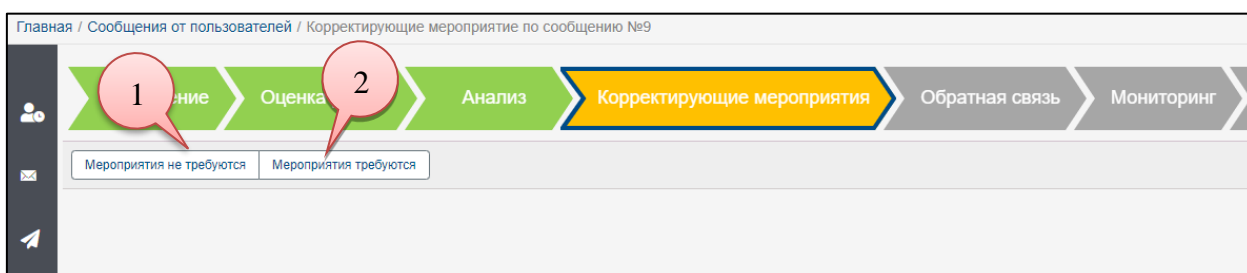 Главная / Сообщения от пользователей / Корректирующие мероприятие по сообщению №9
1 2
Оценка Анализ Корректирующие мероприятия Обратная связь Мониторинг
Мероприятия не требуются Мероприятия требуются